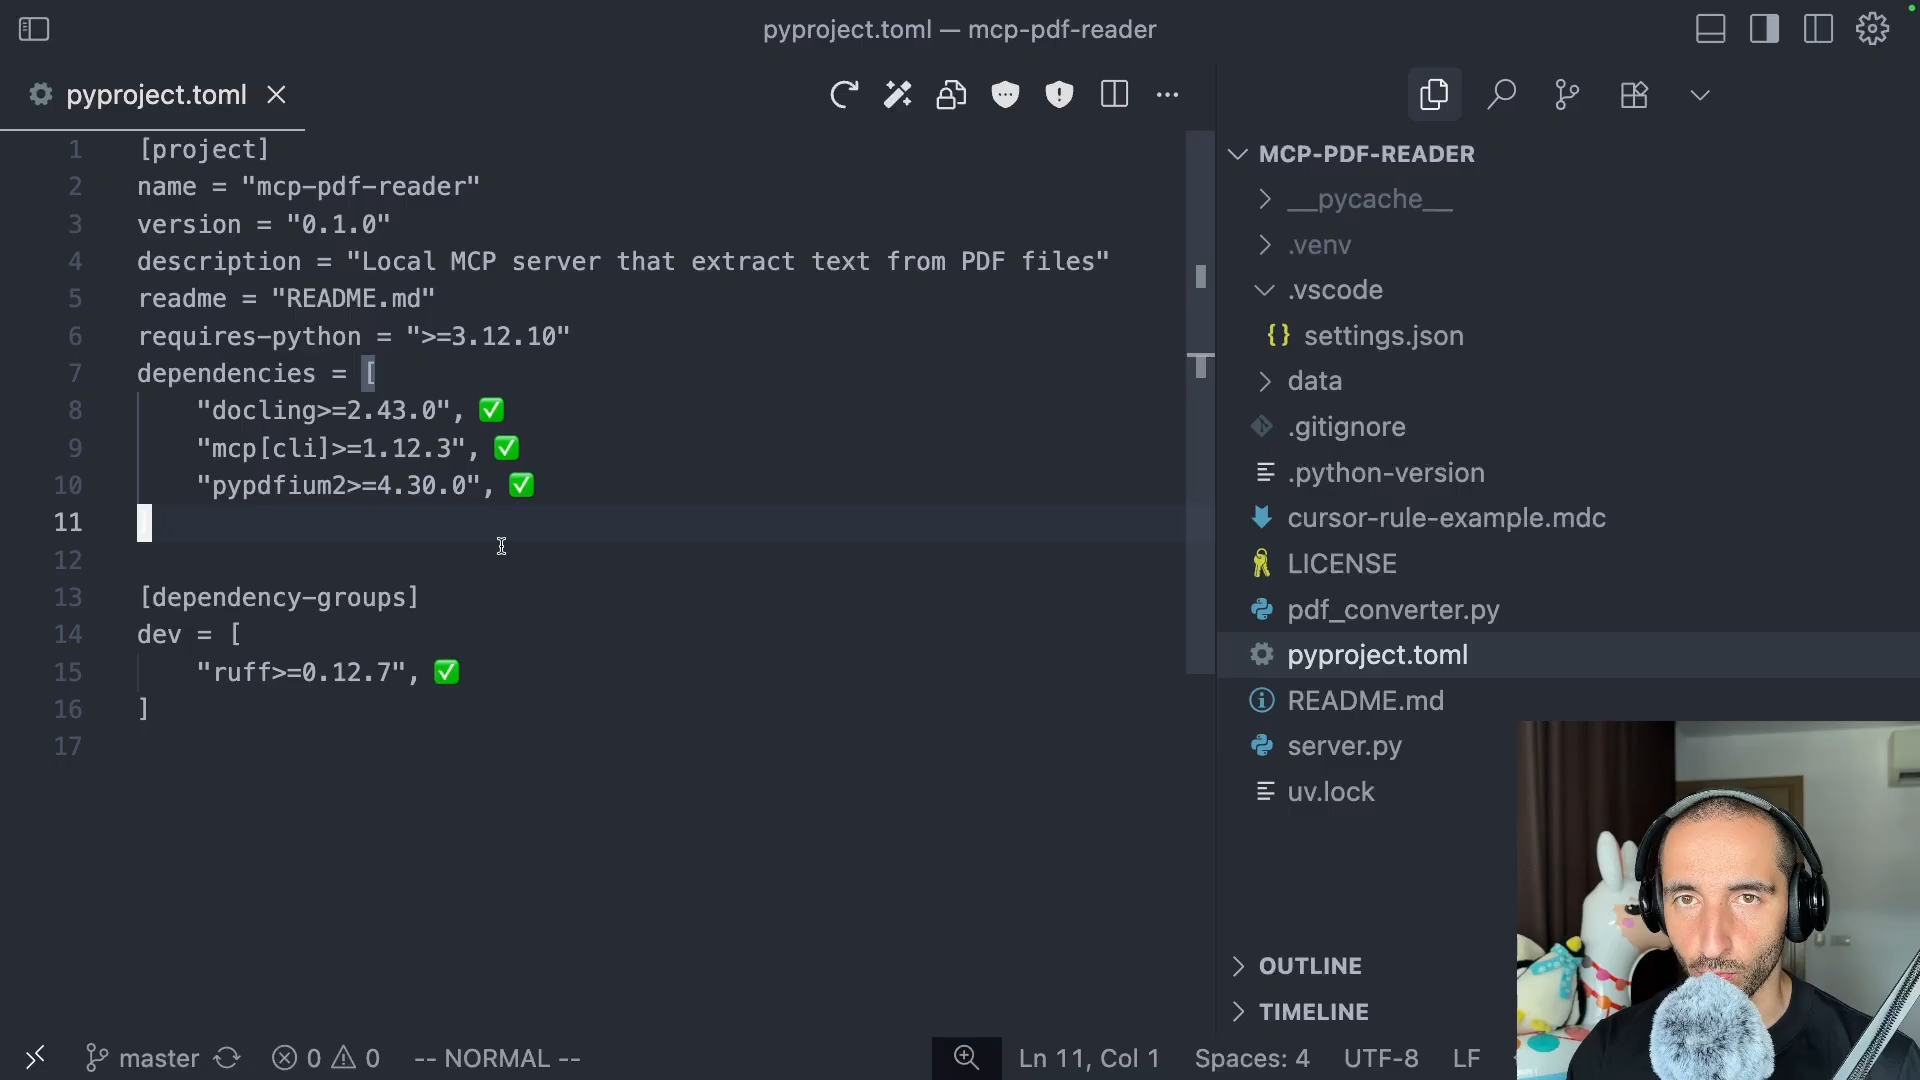 pyproject.toml — mcp-pdf-reader
pyproject.toml
1 [project]
2 name = "mcp-pdf-reader"
3 version = "0.1.0"
4 description = "Local MCP server that extract text from PDF files"
5 readme = "README.md"
6 requires-python = ">=3.12.10"
7 dependencies = [
8 "docling>=2.43.0", ✅
9 "mcp[cli]>=1.12.3", ✅
10 "pypdfium2>=4.30.0", ✅
11 ]
12
13 [dependency-groups]
14 dev = [
15 "ruff>=0.12.7", ✅
16 ]
17
MCP-PDF-READER
__pycache__
.venv
.vscode
{} settings.json
data
.gitignore
.python-version
cursor-rule-example.mdc
LICENSE
pdf_converter.py
pyproject.toml
README.md
server.py
uv.lock
OUTLINE
TIMELINE
master 0 0 -- NORMAL -- Ln 11, Col 1 Spaces: 4 UTF-8 LF